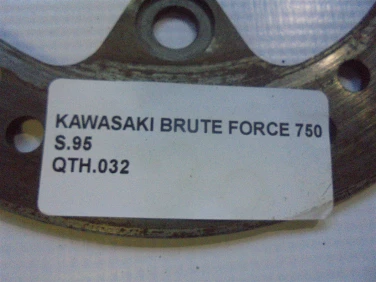 KAWASAKI BRUTE FORCE 750
S.95
QTH.032